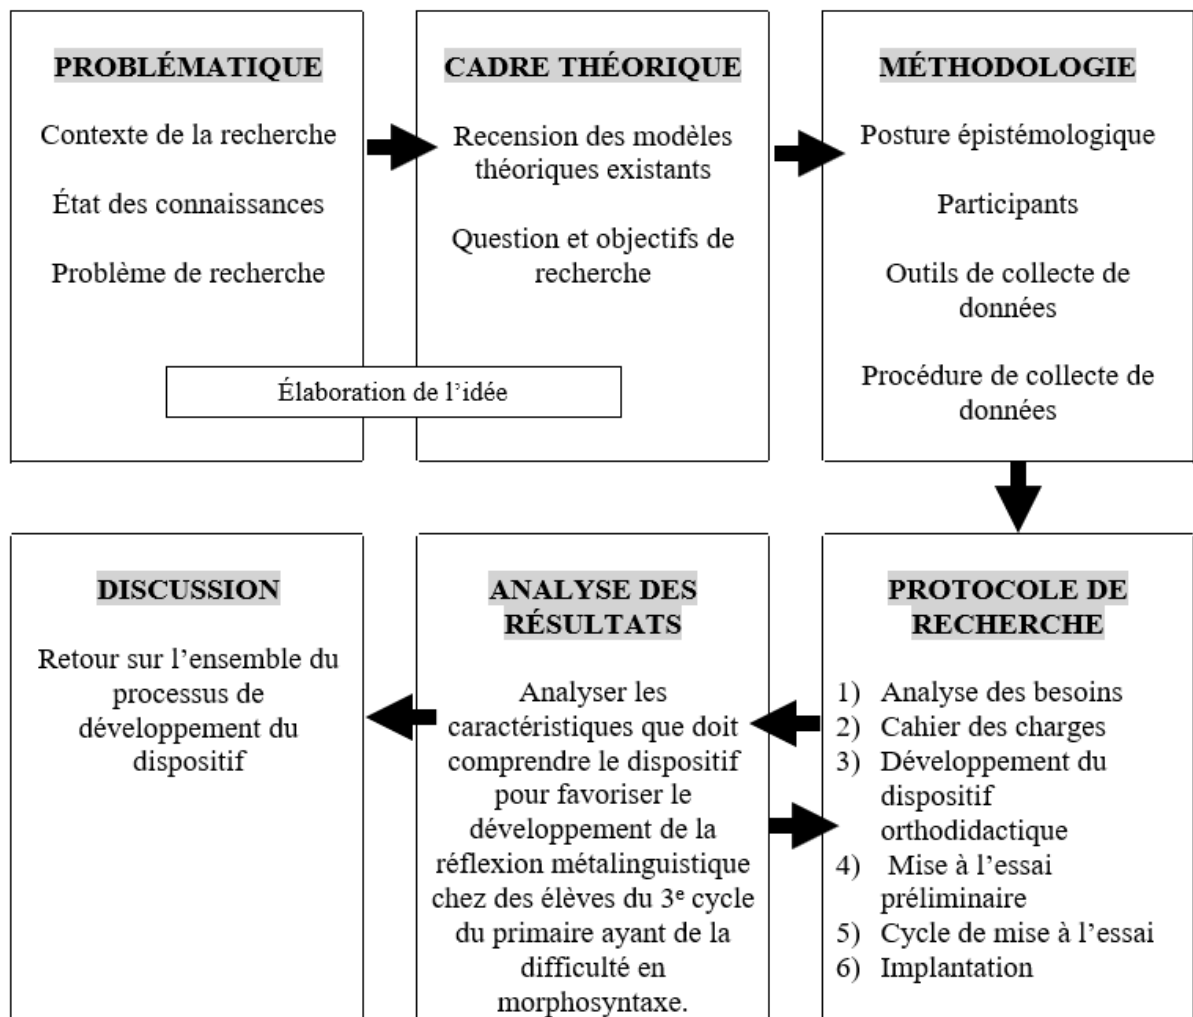 PROBLÉMATIQUE
Contexte de la recherche
État des connaissances
Problème de recherche
CADRE THÉORIQUE
Recension des modèles
théoriques existants
Question et objectifs de
recherche
Élaboration de l'idée
MÉTHODOLOGIE
Posture épistémologique
Participants
Outils de collecte de
données
Procédure de collecte de
données
PROTOCOLE DE
RECHERCHE
1) Analyse des besoins
2) Cahier des charges
3) Développement du
dispositif
orthodidactique
4) Mise à l'essai
préliminaire
5) Cycle de mise à l'essai
6) Implantation
ANALYSE DES
RÉSULTATS
Analyser les
caractéristiques que doit
comprendre le dispositif
pour favoriser le
développement de la
réflexion métalinguistique
chez des élèves du 3ᵉ cycle
du primaire ayant de la
difficulté en
morphosyntaxe.
DISCUSSION
Retour sur l'ensemble du
processus de
développement du
dispositif